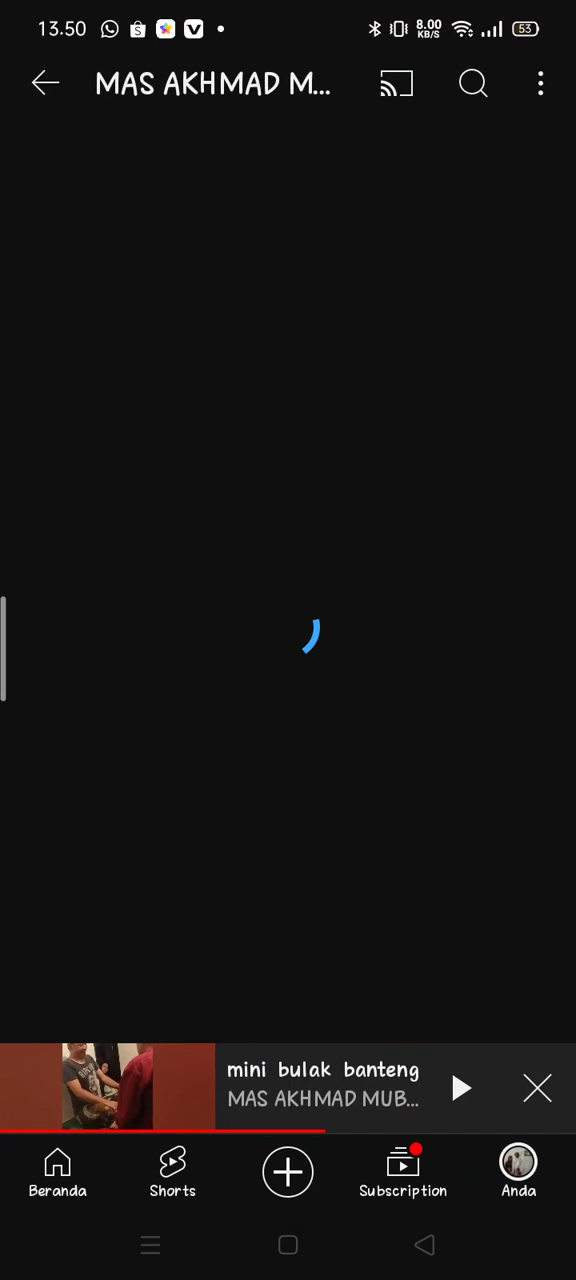 13.50
8.00
KB/S
53
MAS AKHMAD M...
mini bulak banteng
MAS AKHMAD MUB...
Beranda
Shorts
Subscription
Anda